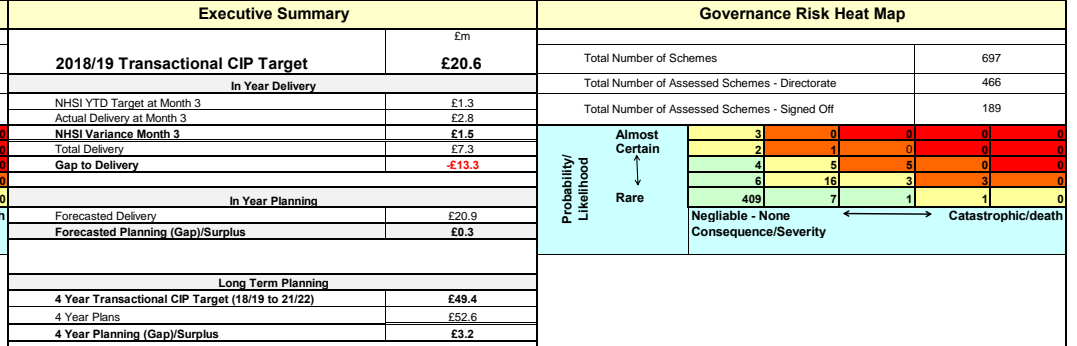 Executive Summary
£m
2018/19 Transactional CIP Target £20.6
In Year Delivery
NHSI YTD Target at Month 3 £1.3
Actual Delivery at Month 3 £2.8
NHSI Variance Month 3 £1.5
Total Delivery £7.3
Gap to Delivery -£13.3
In Year Planning
Forecasted Delivery £20.9
Forecasted Planning (Gap)/Surplus £0.3
Long Term Planning
4 Year Transactional CIP Target (18/19 to 21/22) £49.4
4 Year Plans £52.6
4 Year Planning (Gap)/Surplus £3.2
Governance Risk Heat Map
Total Number of Schemes 697
Total Number of Assessed Schemes - Directorate 466
Total Number of Assessed Schemes - Signed Off 189
Probability/
Likelihood
Almost 3 0 0 0 0
Certain 2 1 0 0 0
4 5 5 0 0
6 16 3 3 0
Rare 409 7 1 1 0
Negliable - None Catastrophic/death
Consequence/Severity